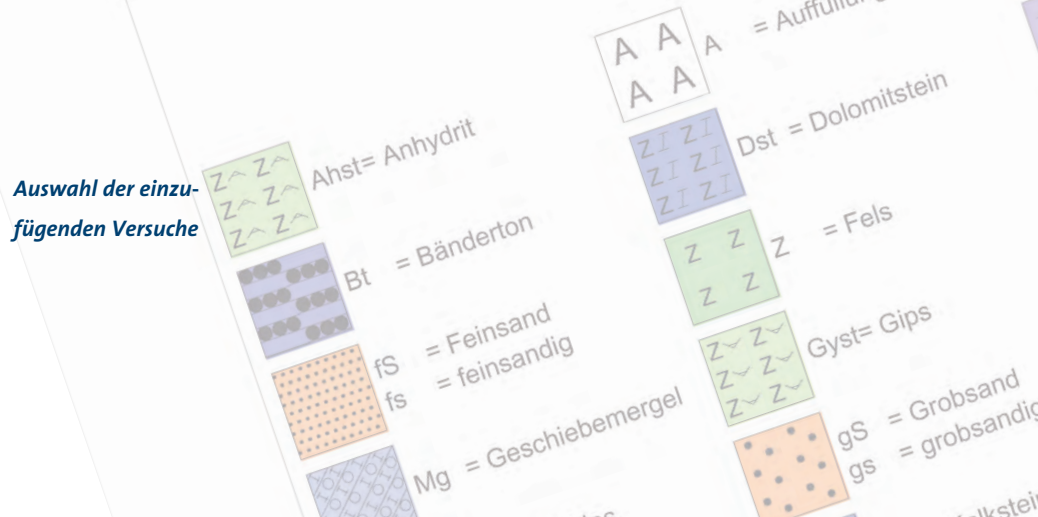 Auswahl der einzu-
fügenden Versuche
Z Z
Z Z
Z Z
Ahst= Anhydrit
Bt = Bänderton
fS = Feinsand
fs = feinsandig
Mg = Geschiebemergel
A A
A A
A =
Z Z
Z Z
Z Z
Dst = Dolomitstein
Z Z
Z Z
Z = Fels
Z Z
Z Z
Z Z
Gyst= Gips
gS = Grobsand
gs = grobsandig